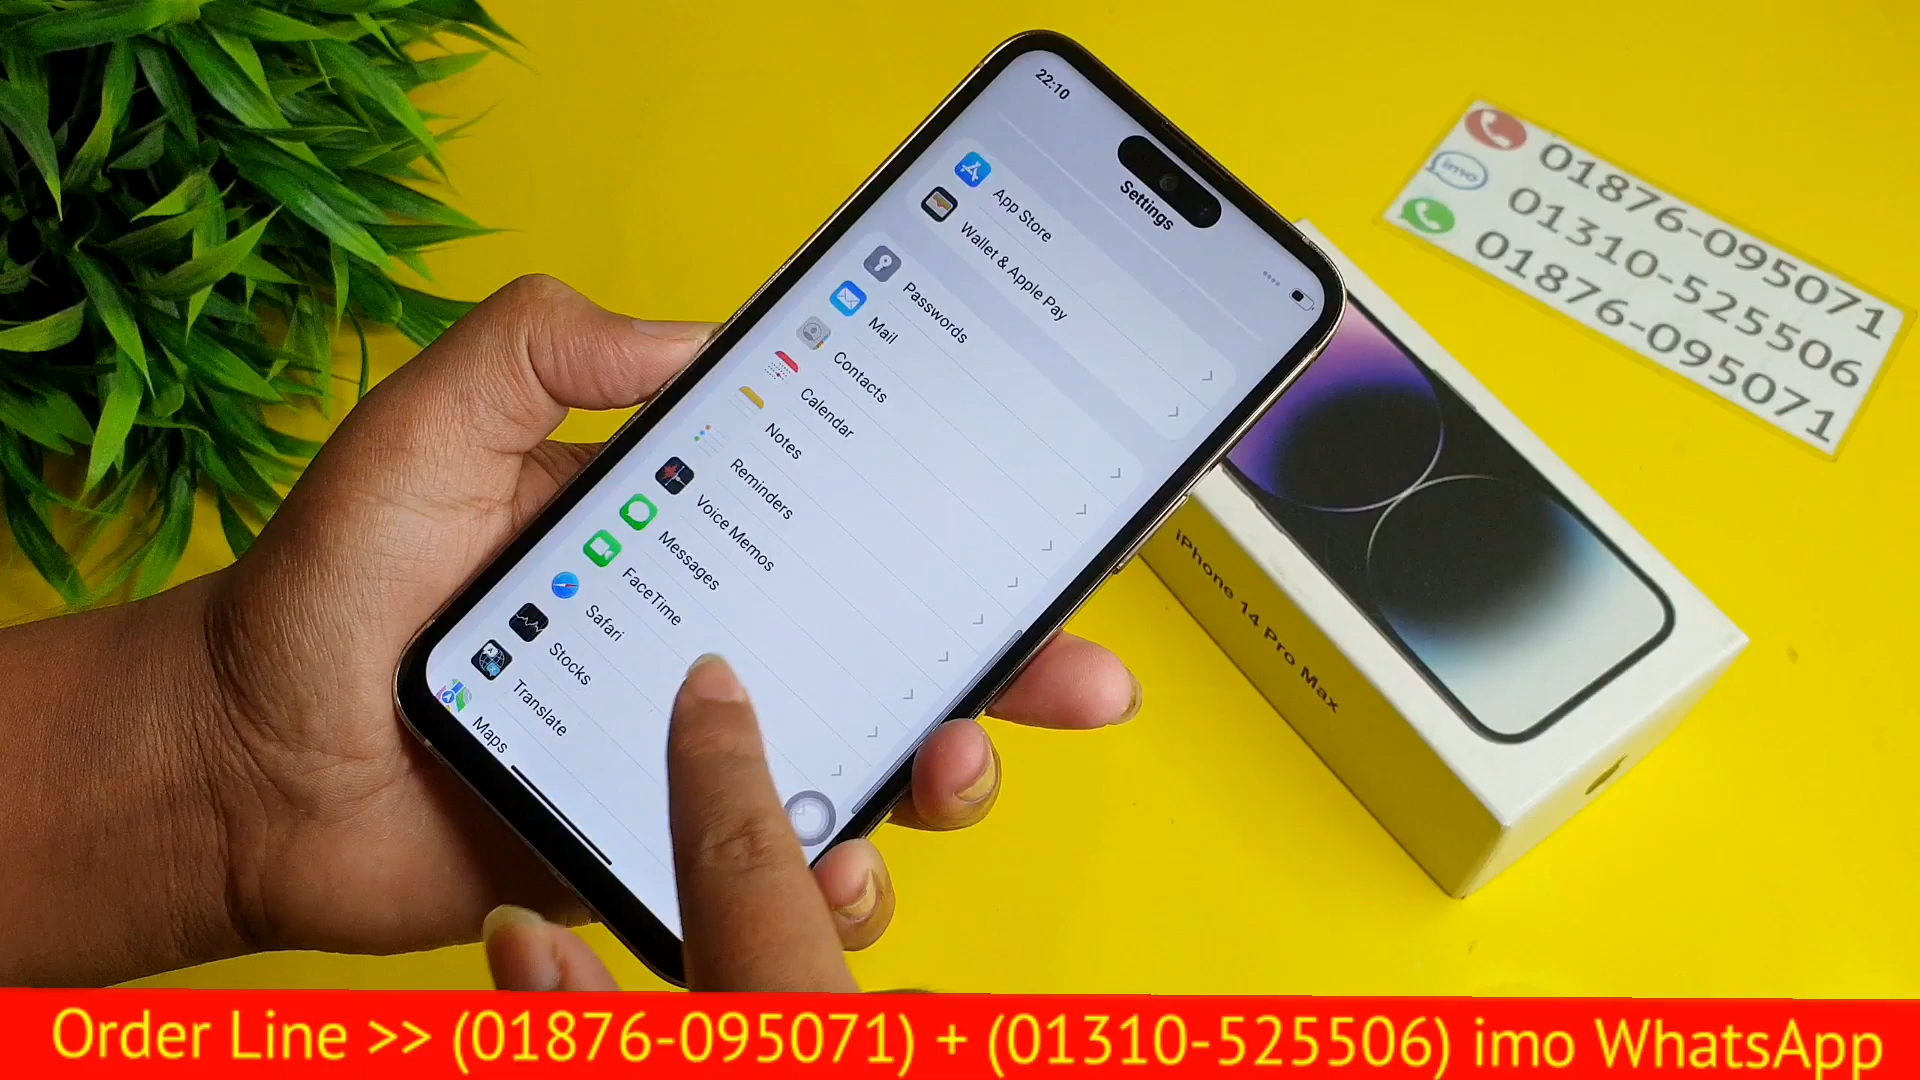 22:10
Settings
App Store
Wallet & Apple Pay
Passwords
Mail
Contacts
Calendar
Notes
Reminders
Voice Memos
Messages
FaceTime
Safari
Stocks
Translate
Maps
01876-095071
imo 01310-525506
01876-095071
iPhone 14 Pro Max
Order Line >> (01876-095071) + (01310-525506) imo WhatsApp